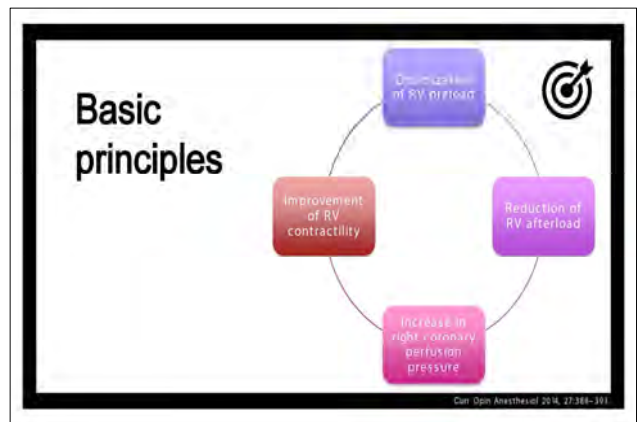 Basic
principles
Optimization
of RV preload
Reduction of
RV afterload
Increase in
right coronary
perfusion
pressure
Improvement
of RV
contractility
Curr Opin Anesthesiol 2014, 27:388-391.